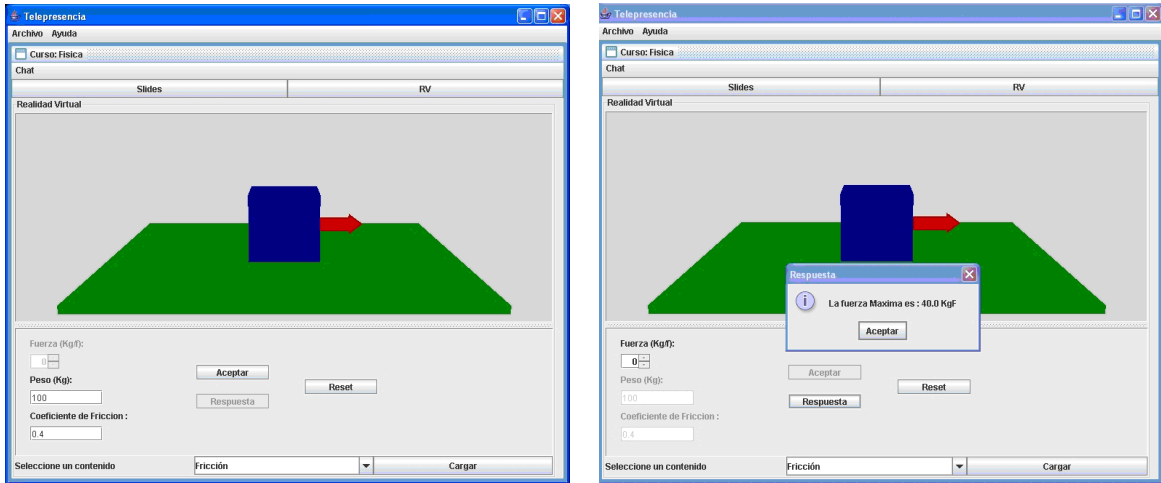 Telepresencia
Archivo Ayuda
Curso: Fisica
Chat
Slides RV
Realidad Virtual
Fuerza (Kg/f):
0
Peso (Kg):
100
Coeficiente de Friccion :
0.4
Aceptar
Respuesta
Reset
Seleccione un contenido Fricción Cargar
Telepresencia
Archivo Ayuda
Curso: Fisica
Chat
Slides RV
Realidad Virtual
Respuesta
La fuerza Maxima es : 40.0 KgF
Aceptar
Fuerza (Kg/f):
0
Peso (Kg):
100
Coeficiente de Friccion :
0.4
Aceptar
Respuesta
Reset
Seleccione un contenido Fricción Cargar